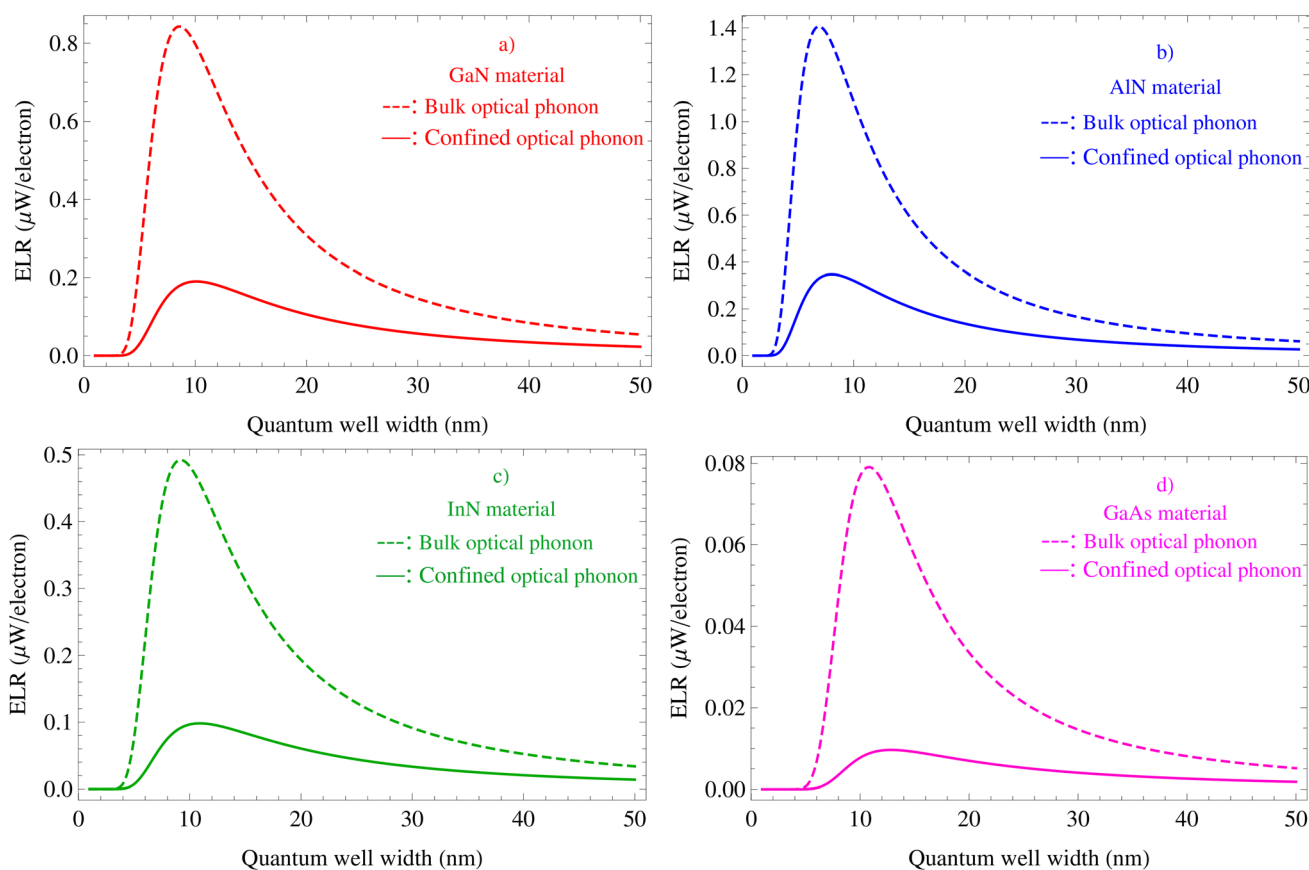 a)
GaN material
: Bulk optical phonon
: Confined optical phonon
ELR (μW/electron)
0.8
0.6
0.4
0.2
0.0
0 10 20 30 40 50
Quantum well width (nm)
b)
AlN material
: Bulk optical phonon
: Confined optical phonon
ELR (μW/electron)
1.4
1.2
1.0
0.8
0.6
0.4
0.2
0.0
0 10 20 30 40 50
Quantum well width (nm)
c)
InN material
: Bulk optical phonon
: Confined optical phonon
ELR (μW/electron)
0.5
0.4
0.3
0.2
0.1
0.0
0 10 20 30 40 50
Quantum well width (nm)
d)
GaAs material
: Bulk optical phonon
: Confined optical phonon
ELR (μW/electron)
0.08
0.06
0.04
0.02
0.00
0 10 20 30 40 50
Quantum well width (nm)